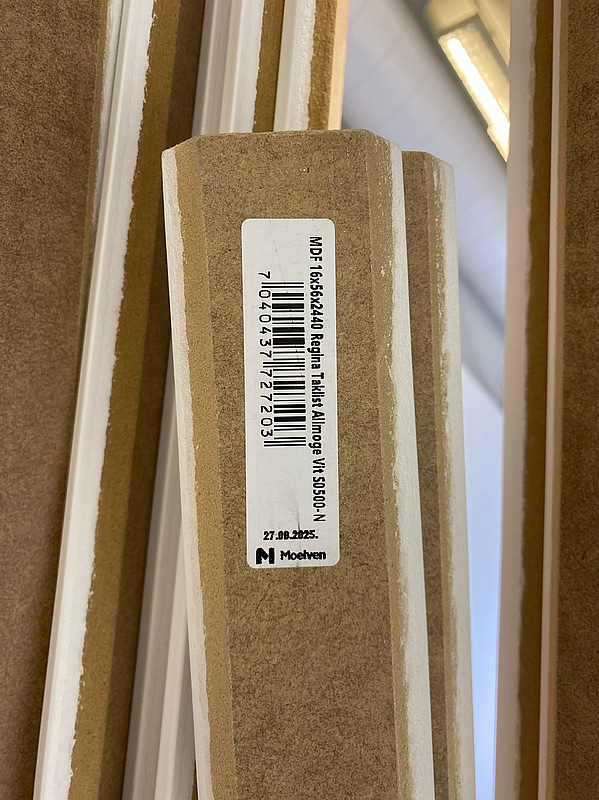 MDF 16x56x2440 Regina Taklist Allmoge Vit S0500-N
7 040437 727203
27.08.2025.
Moelven